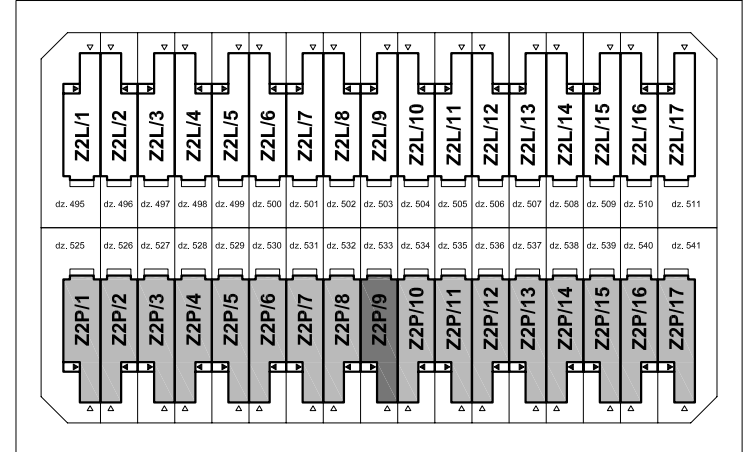 Z2L/1 Z2L/2 Z2L/3 Z2L/4 Z2L/5 Z2L/6 Z2L/7 Z2L/8 Z2L/9 Z2L/10 Z2L/11 Z2L/12 Z2L/13 Z2L/14 Z2L/15 Z2L/16 Z2L/17
dz. 495 dz. 496 dz. 497 dz. 498 dz. 499 dz. 500 dz. 501 dz. 502 dz. 503 dz. 504 dz. 505 dz. 506 dz. 507 dz. 508 dz. 509 dz. 510 dz. 511
dz. 525 dz. 526 dz. 527 dz. 528 dz. 529 dz. 530 dz. 531 dz. 532 dz. 533 dz. 534 dz. 535 dz. 536 dz. 537 dz. 538 dz. 539 dz. 540 dz. 541
Z2P/1 Z2P/2 Z2P/3 Z2P/4 Z2P/5 Z2P/6 Z2P/7 Z2P/8 Z2P/9 Z2P/10 Z2P/11 Z2P/12 Z2P/13 Z2P/14 Z2P/15 Z2P/16 Z2P/17